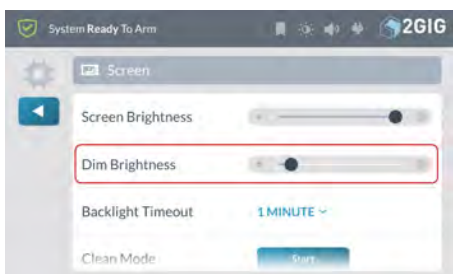 System Ready To Arm
2GIG
Screen
Screen Brightness
Dim Brightness
Backlight Timeout 1 MINUTE
Clean Mode Start